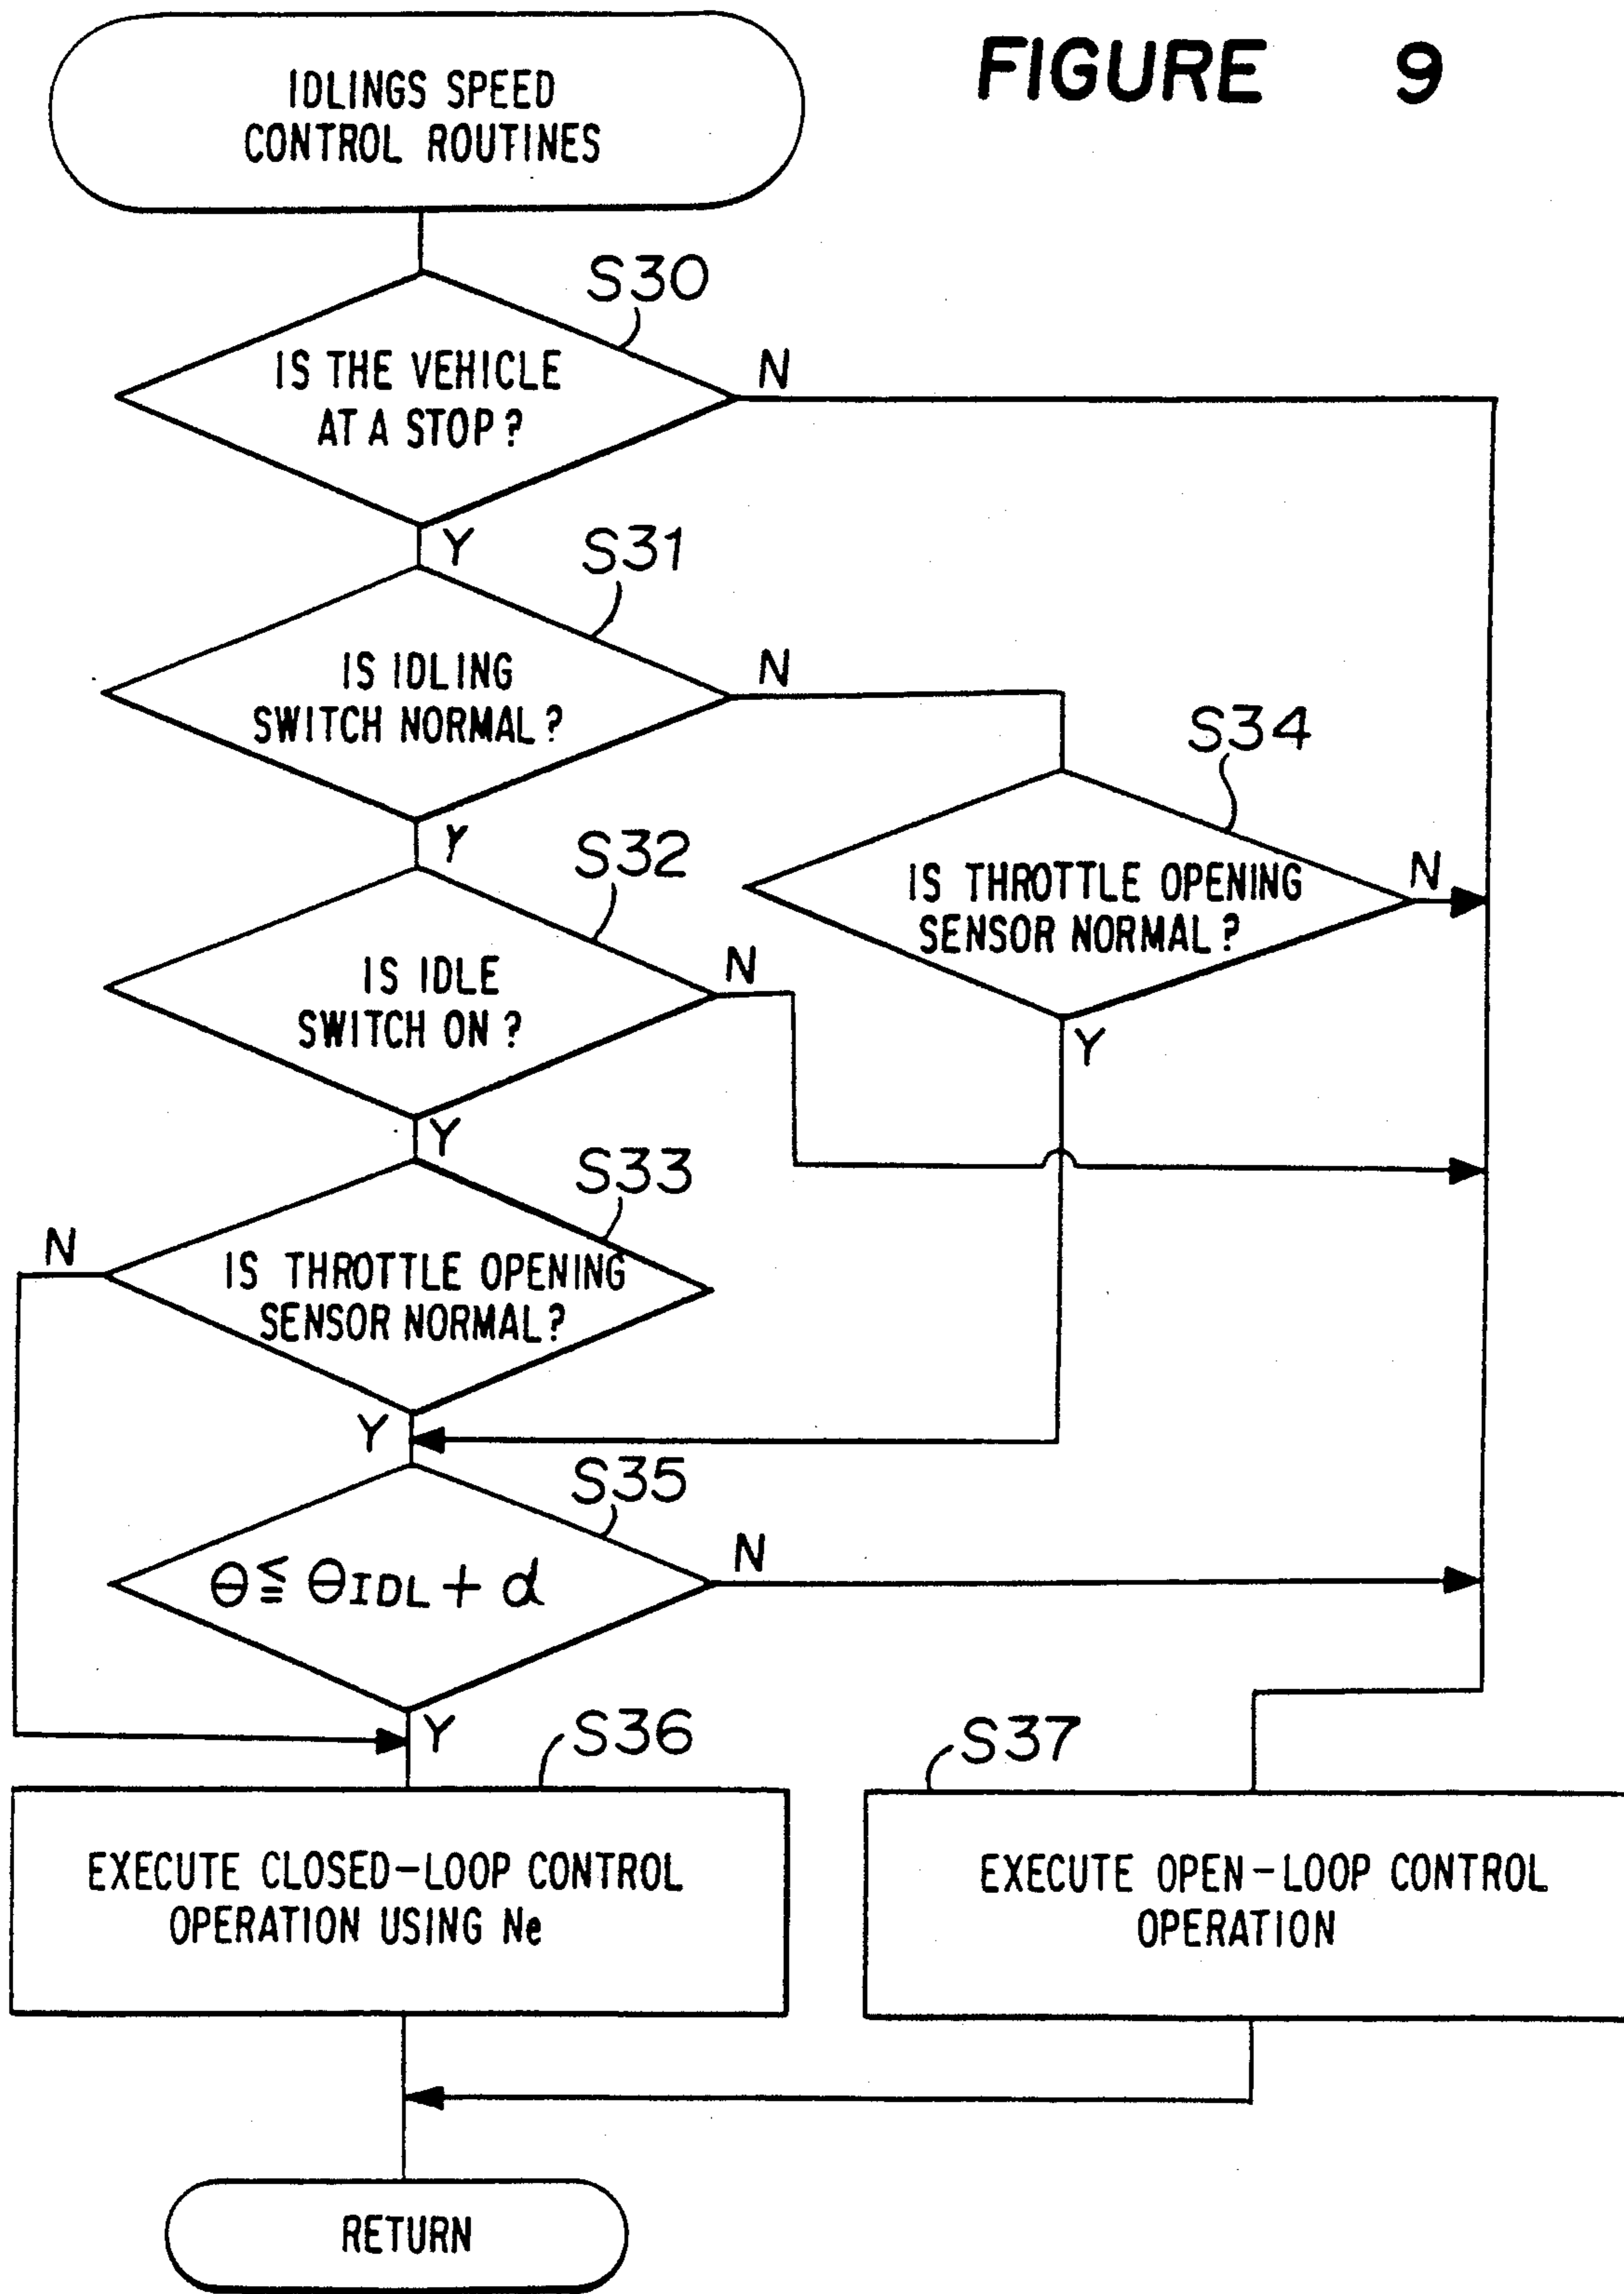 FIGURE 9
IDLINGS SPEED
CONTROL ROUTINES
S30
IS THE VEHICLE
AT A STOP?
N
Y
S31
IS IDLING
SWITCH NORMAL?
N
Y
S34
IS THROTTLE OPENING
SENSOR NORMAL?
N
Y
S32
IS IDLE
SWITCH ON?
N
Y
S33
IS THROTTLE OPENING
SENSOR NORMAL?
N
Y
S35
θ ≦ θIDL + α
N
Y
S36
EXECUTE CLOSED-LOOP CONTROL
OPERATION USING Ne
S37
EXECUTE OPEN-LOOP CONTROL
OPERATION
RETURN